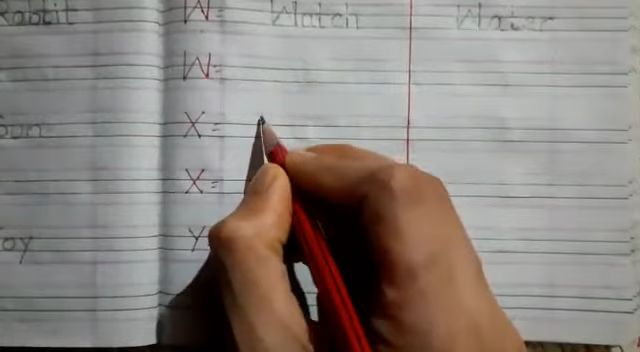 Rabbit W= Watch Water
W=
Sun X=
X=
Toy Y=